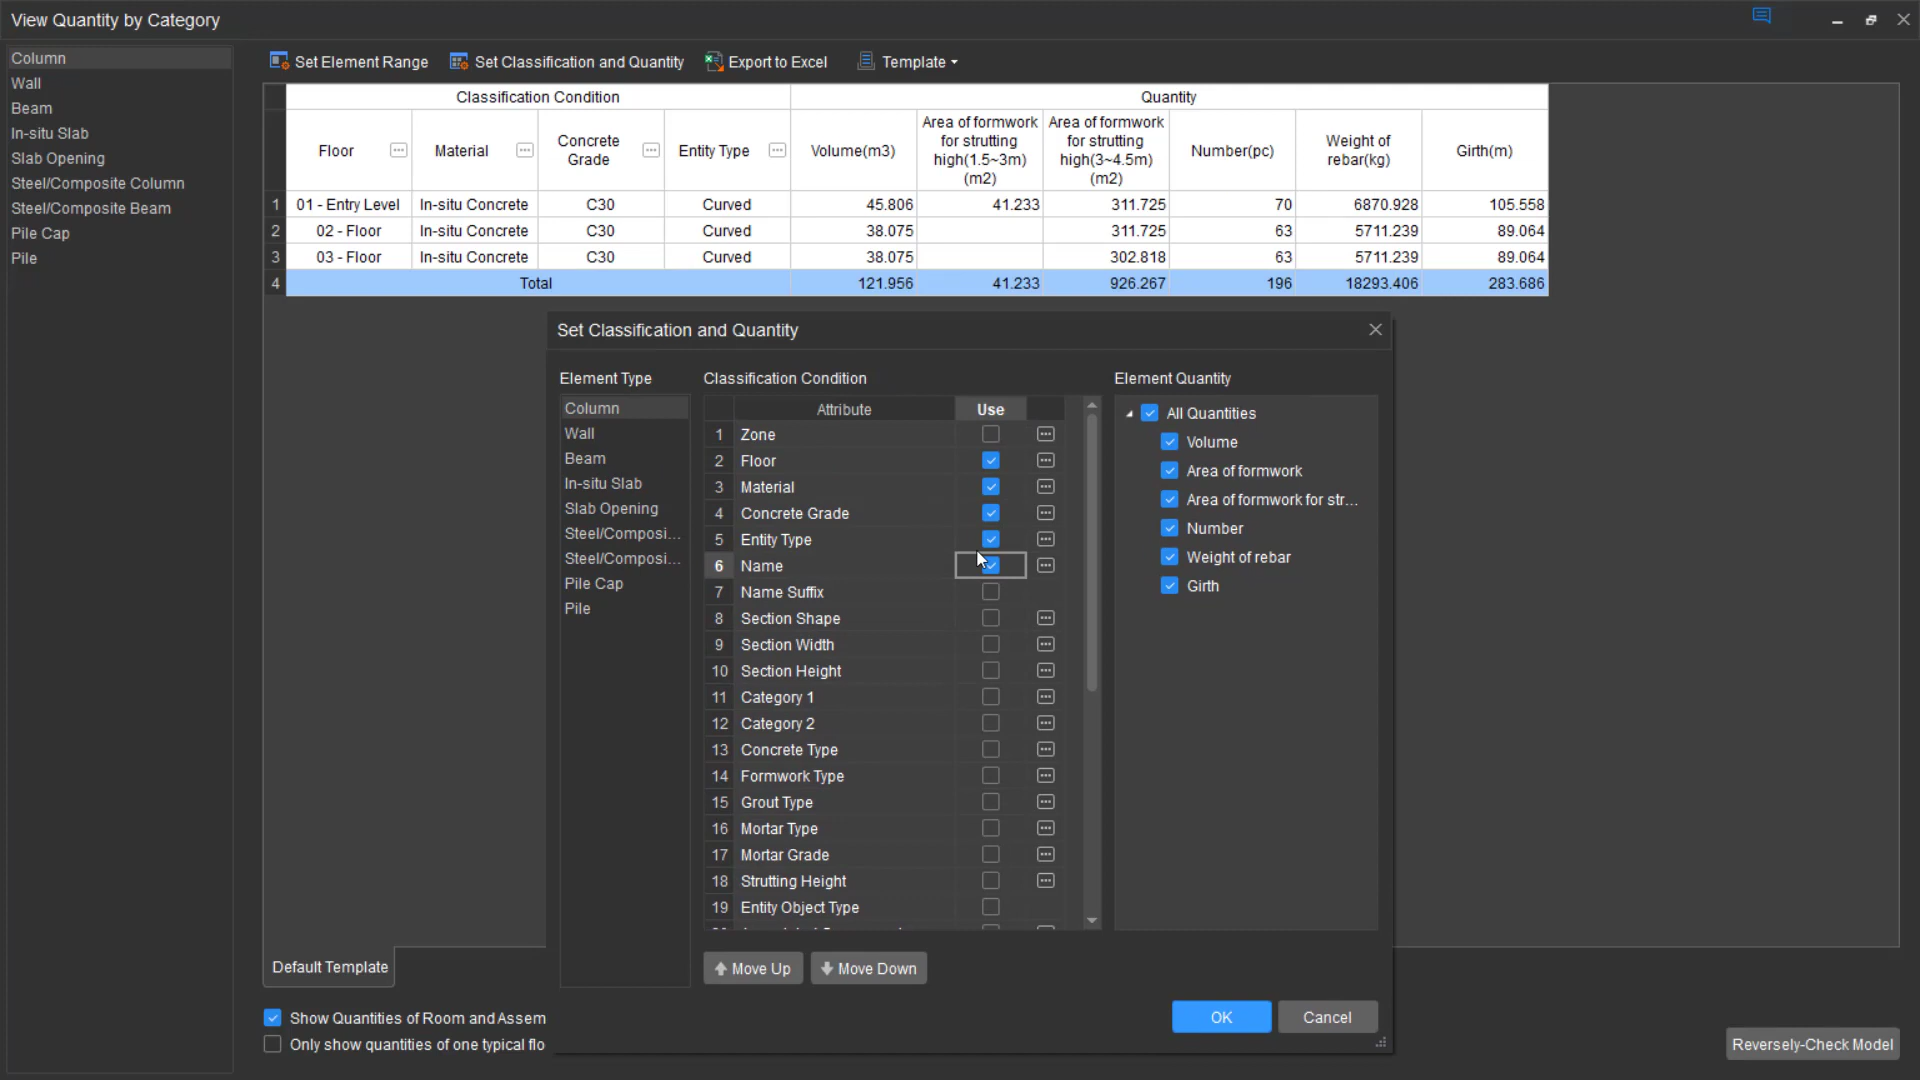 View Quantity by Category
Column
Wall
Beam
In-situ Slab
Slab Opening
Steel/Composite Column
Steel/Composite Beam
Pile Cap
Pile
Set Element Range
Set Classification and Quantity
Export to Excel
Template
Classification Condition
Quantity
Floor
Material
Concrete Grade
Entity Type
Volume(m3)
Area of formwork for strutting high(1.5~3m) (m2)
Area of formwork for strutting high(3~4.5m) (m2)
Number(pc)
Weight of rebar(kg)
Girth(m)
1 01 - Entry Level In-situ Concrete C30 Curved 45.806 41.233 311.725 70 6870.928 105.558
2 02 - Floor In-situ Concrete C30 Curved 38.075 311.725 63 5711.239 89.064
3 03 - Floor In-situ Concrete C30 Curved 38.075 302.818 63 5711.239 89.064
4 Total 121.956 41.233 926.267 196 18293.406 283.686
Set Classification and Quantity
Element Type
Column
Wall
Beam
In-situ Slab
Slab Opening
Steel/Composi...
Steel/Composi...
Pile Cap
Pile
Classification Condition
Attribute Use
1 Zone
2 Floor
3 Material
4 Concrete Grade
5 Entity Type
6 Name
7 Name Suffix
8 Section Shape
9 Section Width
10 Section Height
11 Category 1
12 Category 2
13 Concrete Type
14 Formwork Type
15 Grout Type
16 Mortar Type
17 Mortar Grade
18 Strutting Height
19 Entity Object Type
Move Up
Move Down
Element Quantity
All Quantities
Volume
Area of formwork
Area of formwork for str...
Number
Weight of rebar
Girth
OK
Cancel
Default Template
Show Quantities of Room and Assem
Only show quantities of one typical flo
Reversely-Check Model